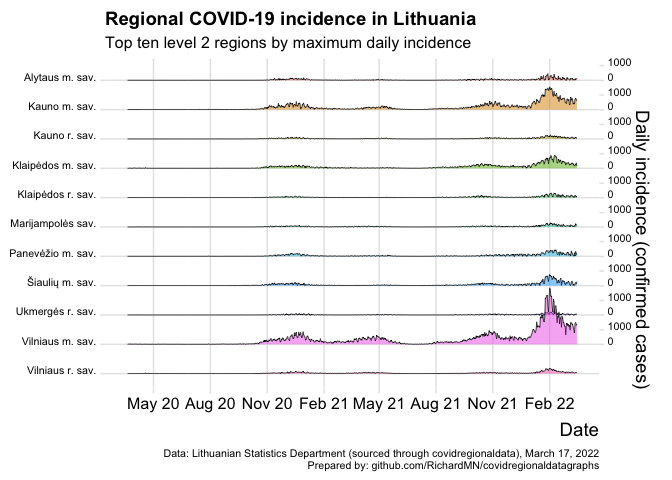 Regional COVID-19 incidence in Lithuania
Top ten level 2 regions by maximum daily incidence
Alytaus m. sav.
Kauno m. sav.
Kauno r. sav.
Klaipėdos m. sav.
Klaipėdos r. sav.
Marijampolės sav.
Panevėžio m. sav.
Šiaulių m. sav.
Ukmergės r. sav.
Vilniaus m. sav.
Vilniaus r. sav.
1000
0
1000
0
1000
0
1000
0
1000
0
1000
0
1000
0
1000
0
1000
0
1000
0
Daily incidence (confirmed cases)
May 20 Aug 20 Nov 20 Feb 21 May 21 Aug 21 Nov 21 Feb 22
Date
Data: Lithuanian Statistics Department (sourced through covidregionaldata), March 17, 2022
Prepared by: github.com/RichardMN/covidregionaldatagraphs